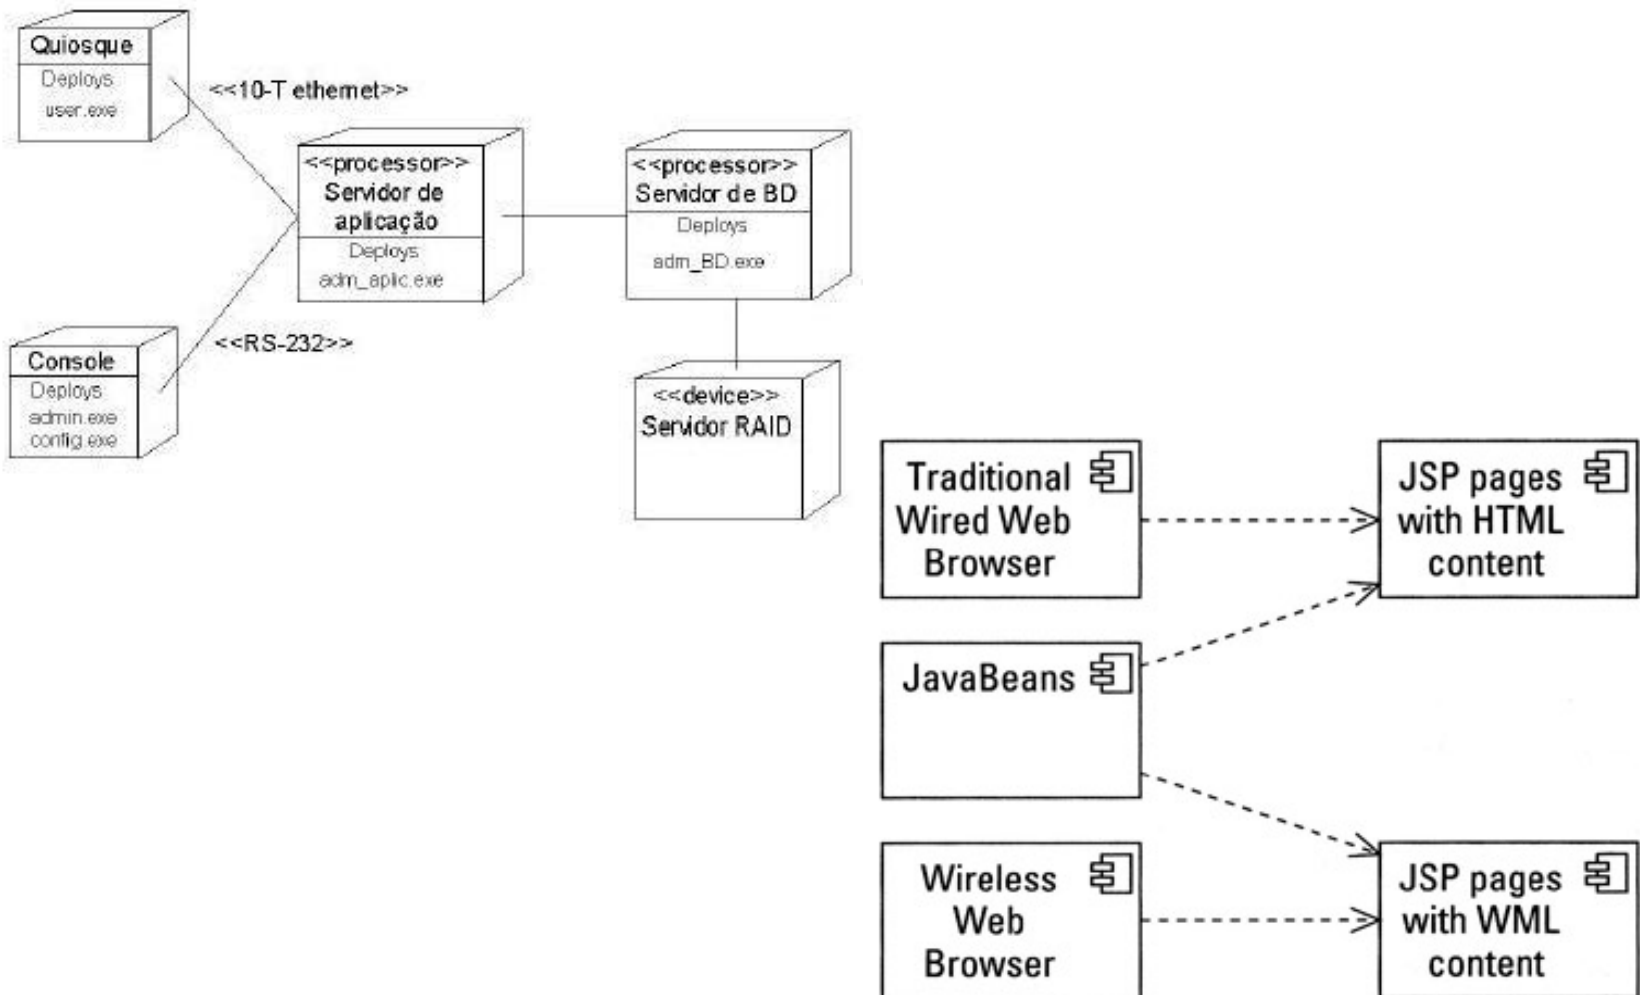 Quiosque
Deploys
user.exe
<<10-T ethernet>>
<<processor>>
Servidor de
aplicação
Deploys
adm_aplic.exe
<<processor>>
Servidor de BD
Deploys
adm_BD.exe
Console
Deploys
admin.exe
config.exe
<<RS-232>>
<<device>>
Servidor RAID
Traditional
Wired Web
Browser
JSP pages
with HTML
content
JavaBeans
Wireless
Web
Browser
JSP pages
with WML
content